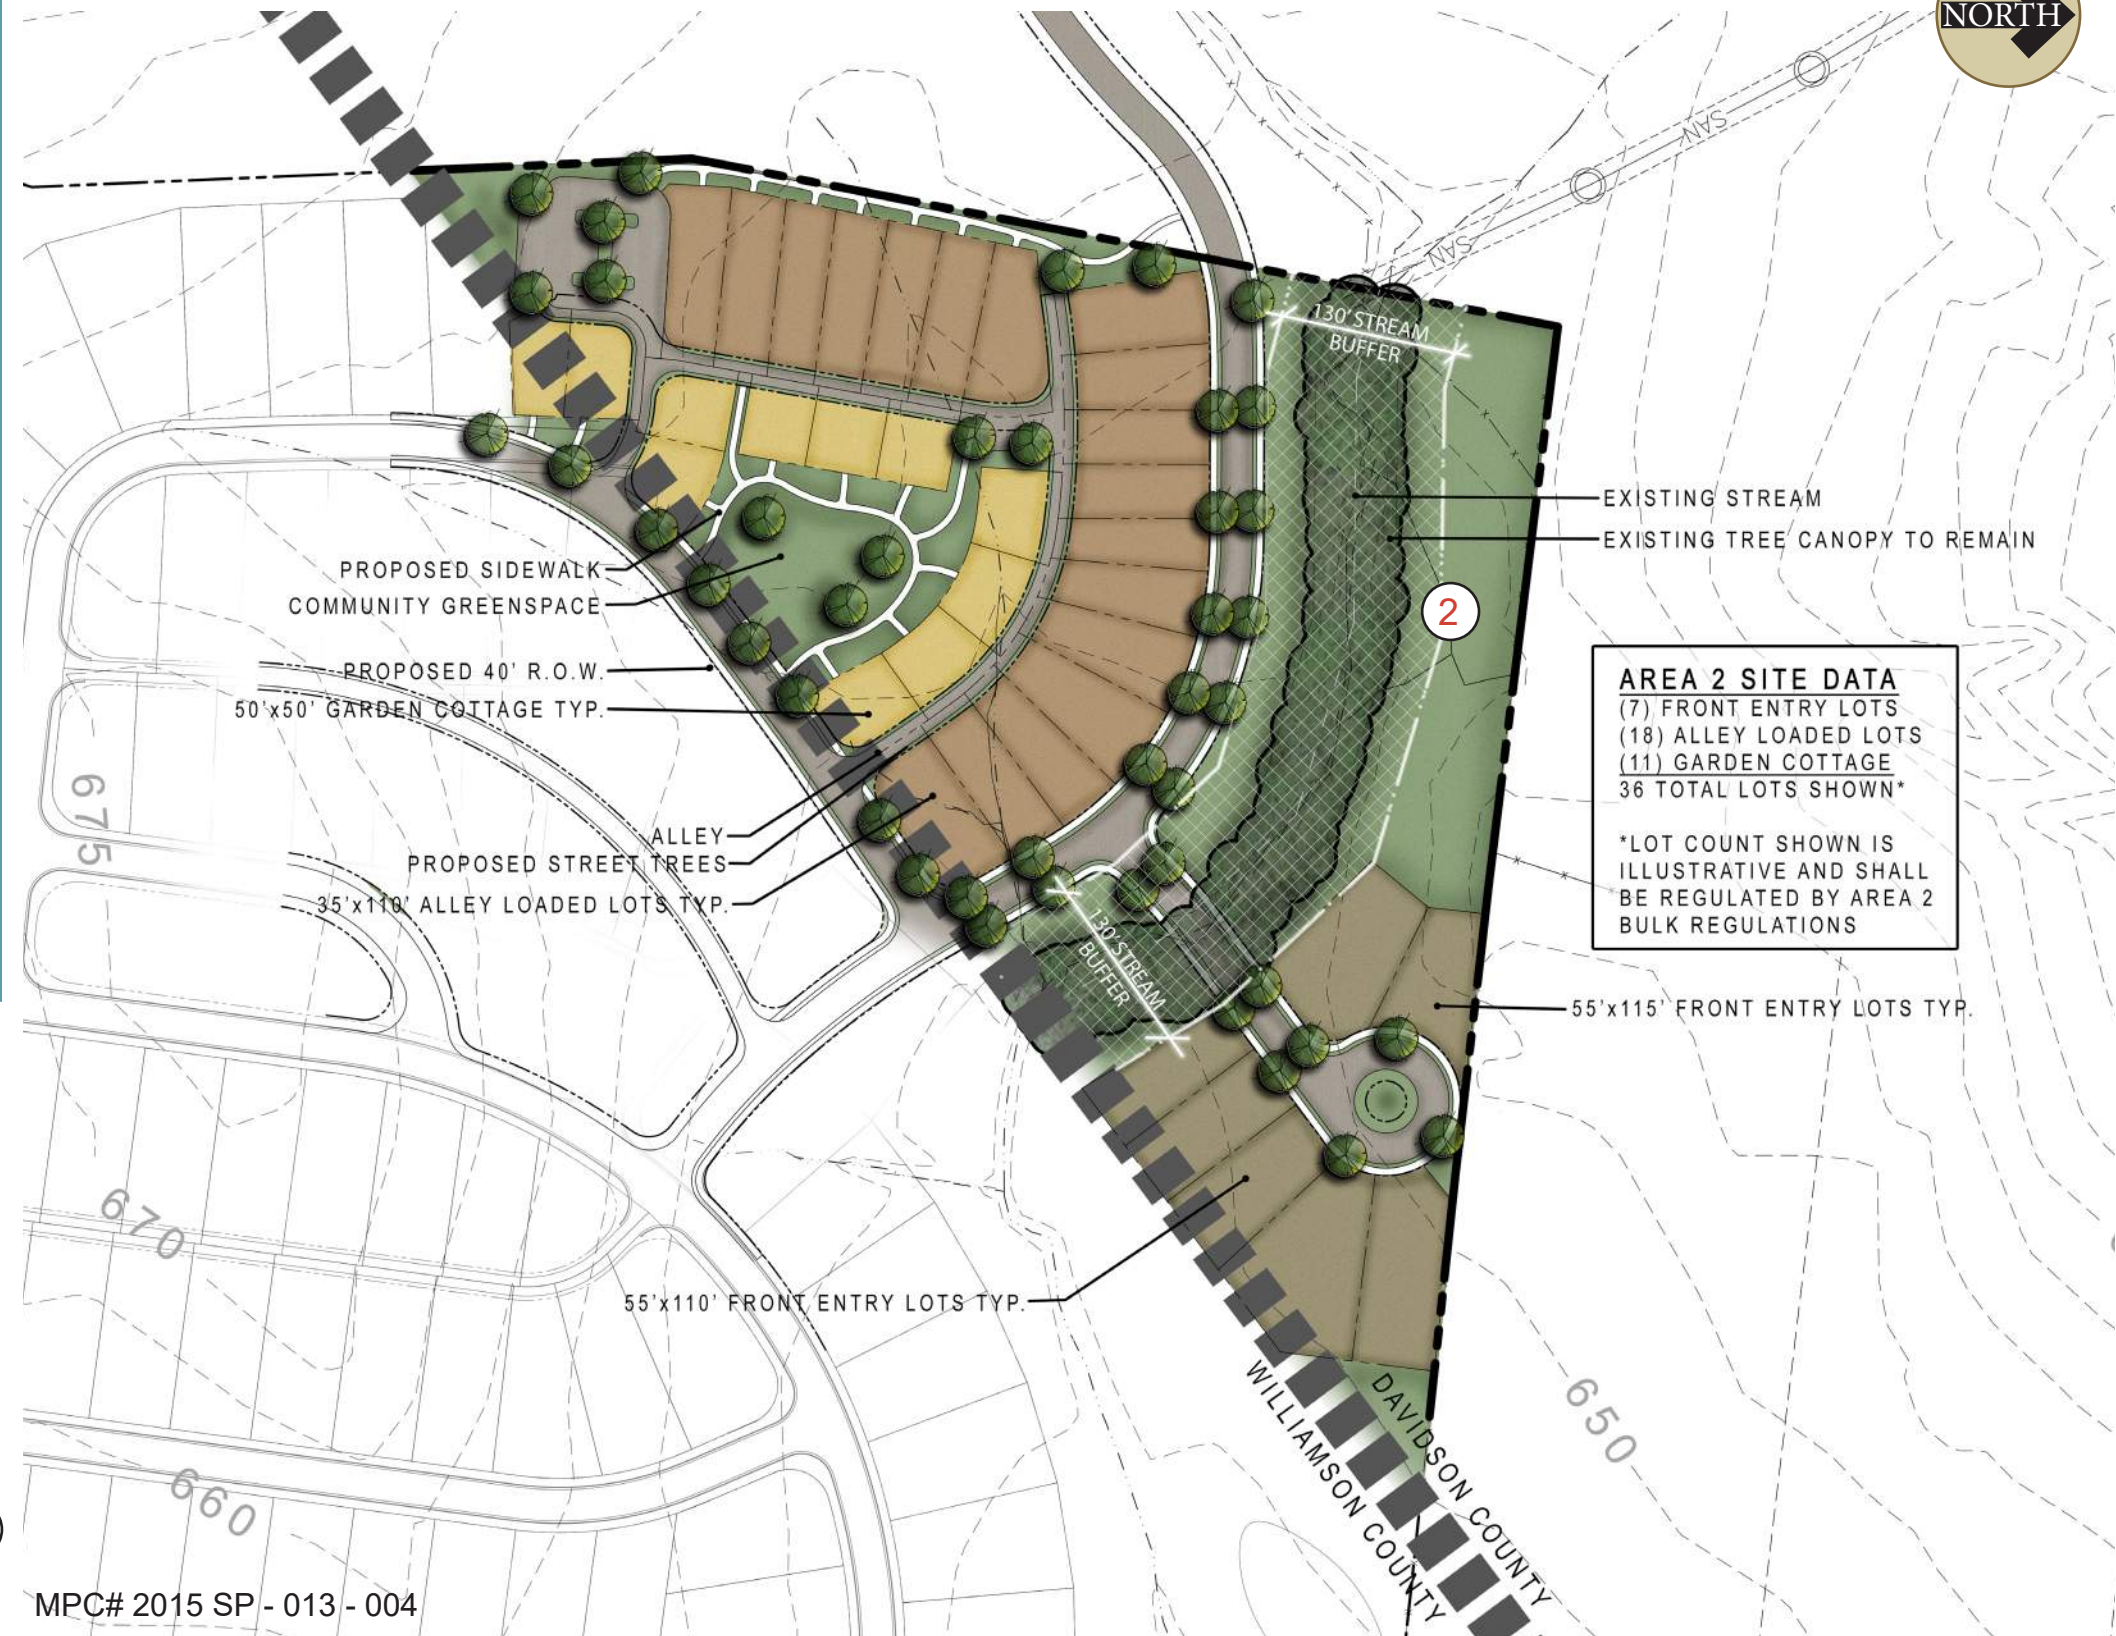 NORTH
SAN
SAN
130' STREAM
BUFFER
EXISTING STREAM
EXISTING TREE CANOPY TO REMAIN
PROPOSED SIDEWALK
COMMUNITY GREENSPACE
2
PROPOSED 40' R.O.W.
50'x50' GARDEN COTTAGE TYP.
AREA 2 SITE DATA
(7) FRONT ENTRY LOTS
(18) ALLEY LOADED LOTS
(11) GARDEN COTTAGE
36 TOTAL LOTS SHOWN*
*LOT COUNT SHOWN IS
ILLUSTRATIVE AND SHALL
BE REGULATED BY AREA 2
BULK REGULATIONS
675
ALLEY
PROPOSED STREET TREES
35'x110' ALLEY LOADED LOTS TYP.
130' STREAM
BUFFER
55'x115' FRONT ENTRY LOTS TYP.
670
55'x110' FRONT ENTRY LOTS TYP.
650
WILLIAMSON COUNTY
DAVIDSON COUNTY
660
)
MPC# 2015 SP - 013 - 004